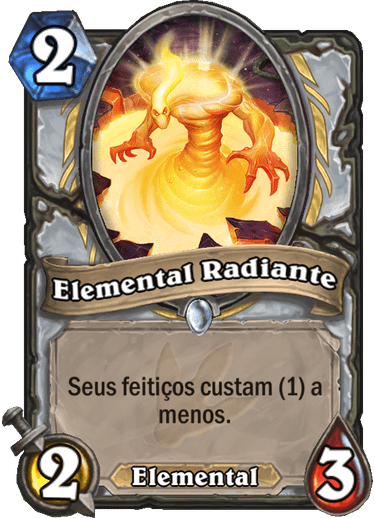 2
Elemental Radiante
Seus feitiços custam (1) a
menos.
2
Elemental
3